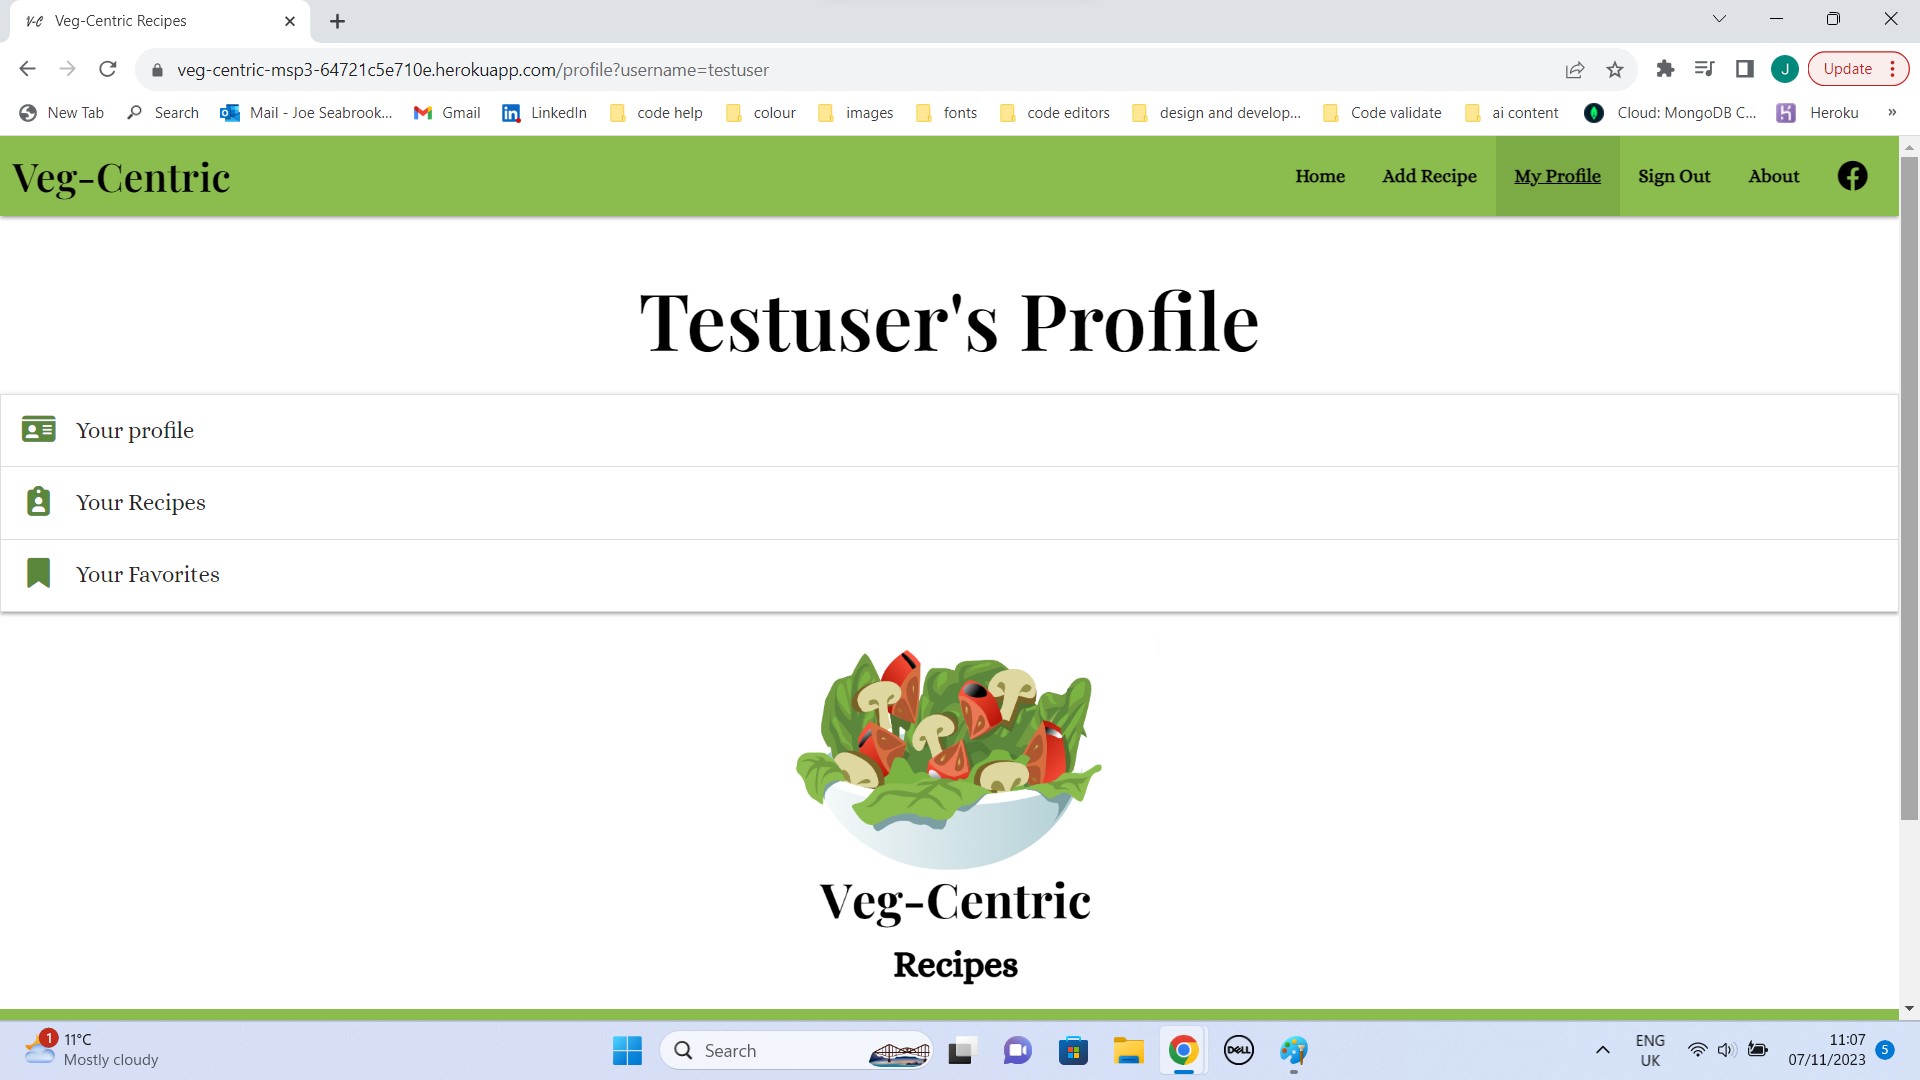 V-C Veg-Centric Recipes
veg-centric-msp3-64721c5e710e.herokuapp.com/profile?username=testuser
J Update
New Tab Search Mail - Joe Seabrook... Gmail LinkedIn code help colour images fonts code editors design and develop... Code validate ai content Cloud: MongoDB C... Heroku »
Veg-Centric Home Add Recipe My Profile Sign Out About
Testuser's Profile
Your profile
Your Recipes
Your Favorites
Veg-Centric
Recipes
1 11°C
Mostly cloudy
Search
DELL
ENG
UK
11:07
07/11/2023
5